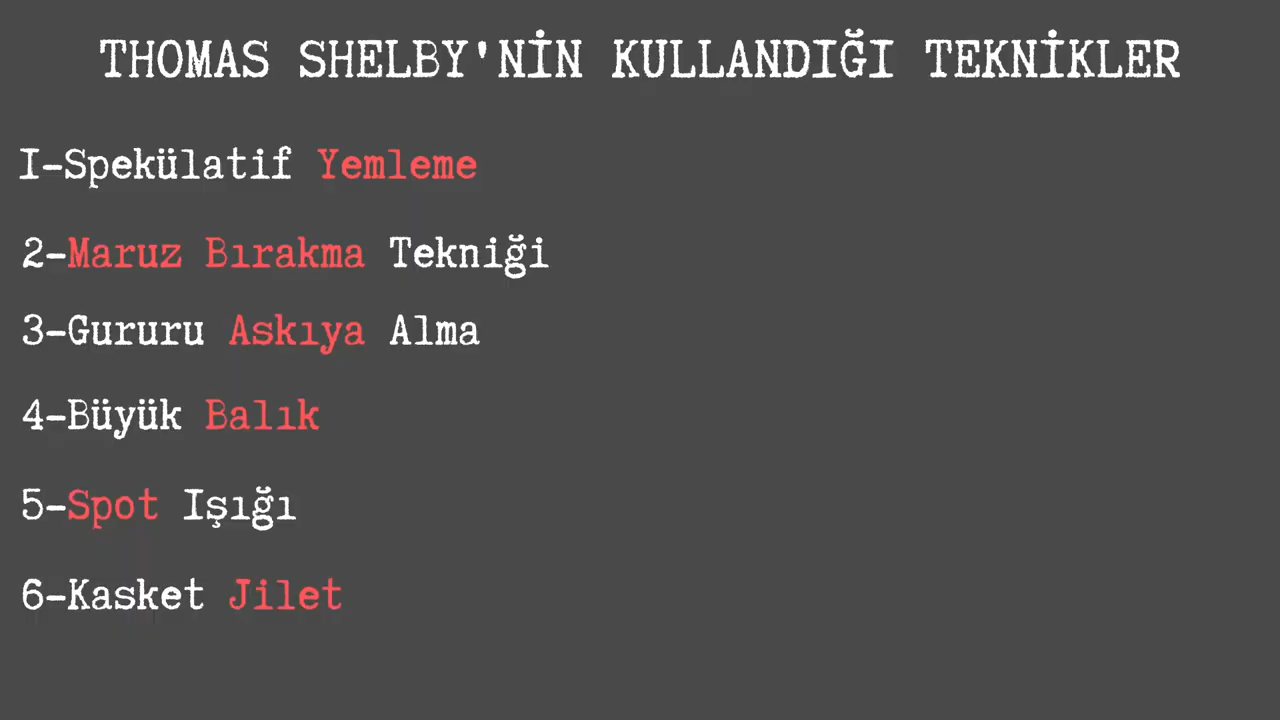 THOMAS SHELBY'NİN KULLANDIĞI TEKNİKLER
I-Spekülatif Yemleme
2-Maruz Bırakma Tekniği
3-Gururu Askıya Alma
4-Büyük Balık
5-Spot Işığı
6-Kasket Jilet